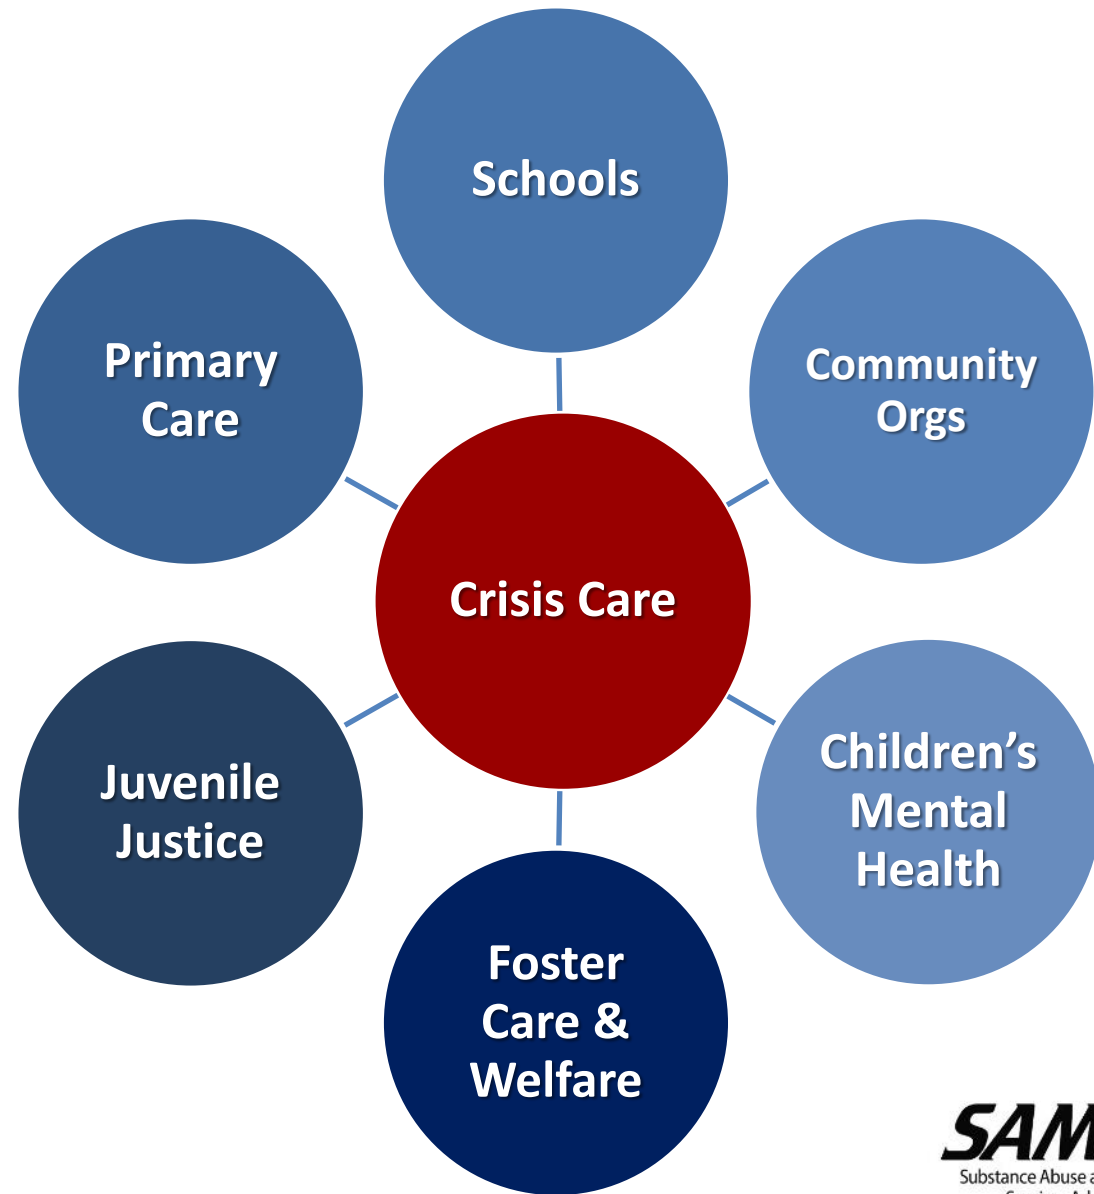 Schools
Primary
Care
Community
Orgs
Crisis Care
Juvenile
Justice
Children’s
Mental
Health
Foster
Care &
Welfare
SAM
Substance Abuse a